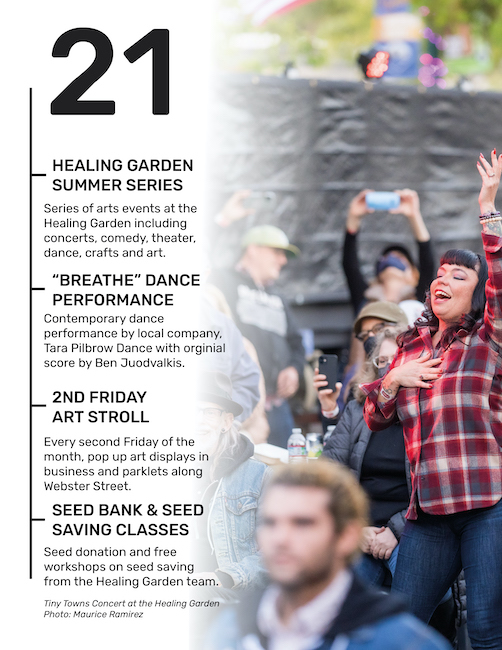 21
HEALING GARDEN
SUMMER SERIES
Series of arts events at the
Healing Garden including
concerts, comedy, theater,
dance, crafts and art.
“BREATHE” DANCE
PERFORMANCE
Contemporary dance
performance by local company,
Tara Pilbrow Dance with orginial
score by Ben Juodvalkis.
2ND FRIDAY
ART STROLL
Every second Friday of the
month, pop up art displays in
business and parklets along
Webster Street.
SEED BANK & SEED
SAVING CLASSES
Seed donation and free
workshops on seed saving
from the Healing Garden team.
Tiny Towns Concert at the Healing Garden
Photo: Maurice Ramirez